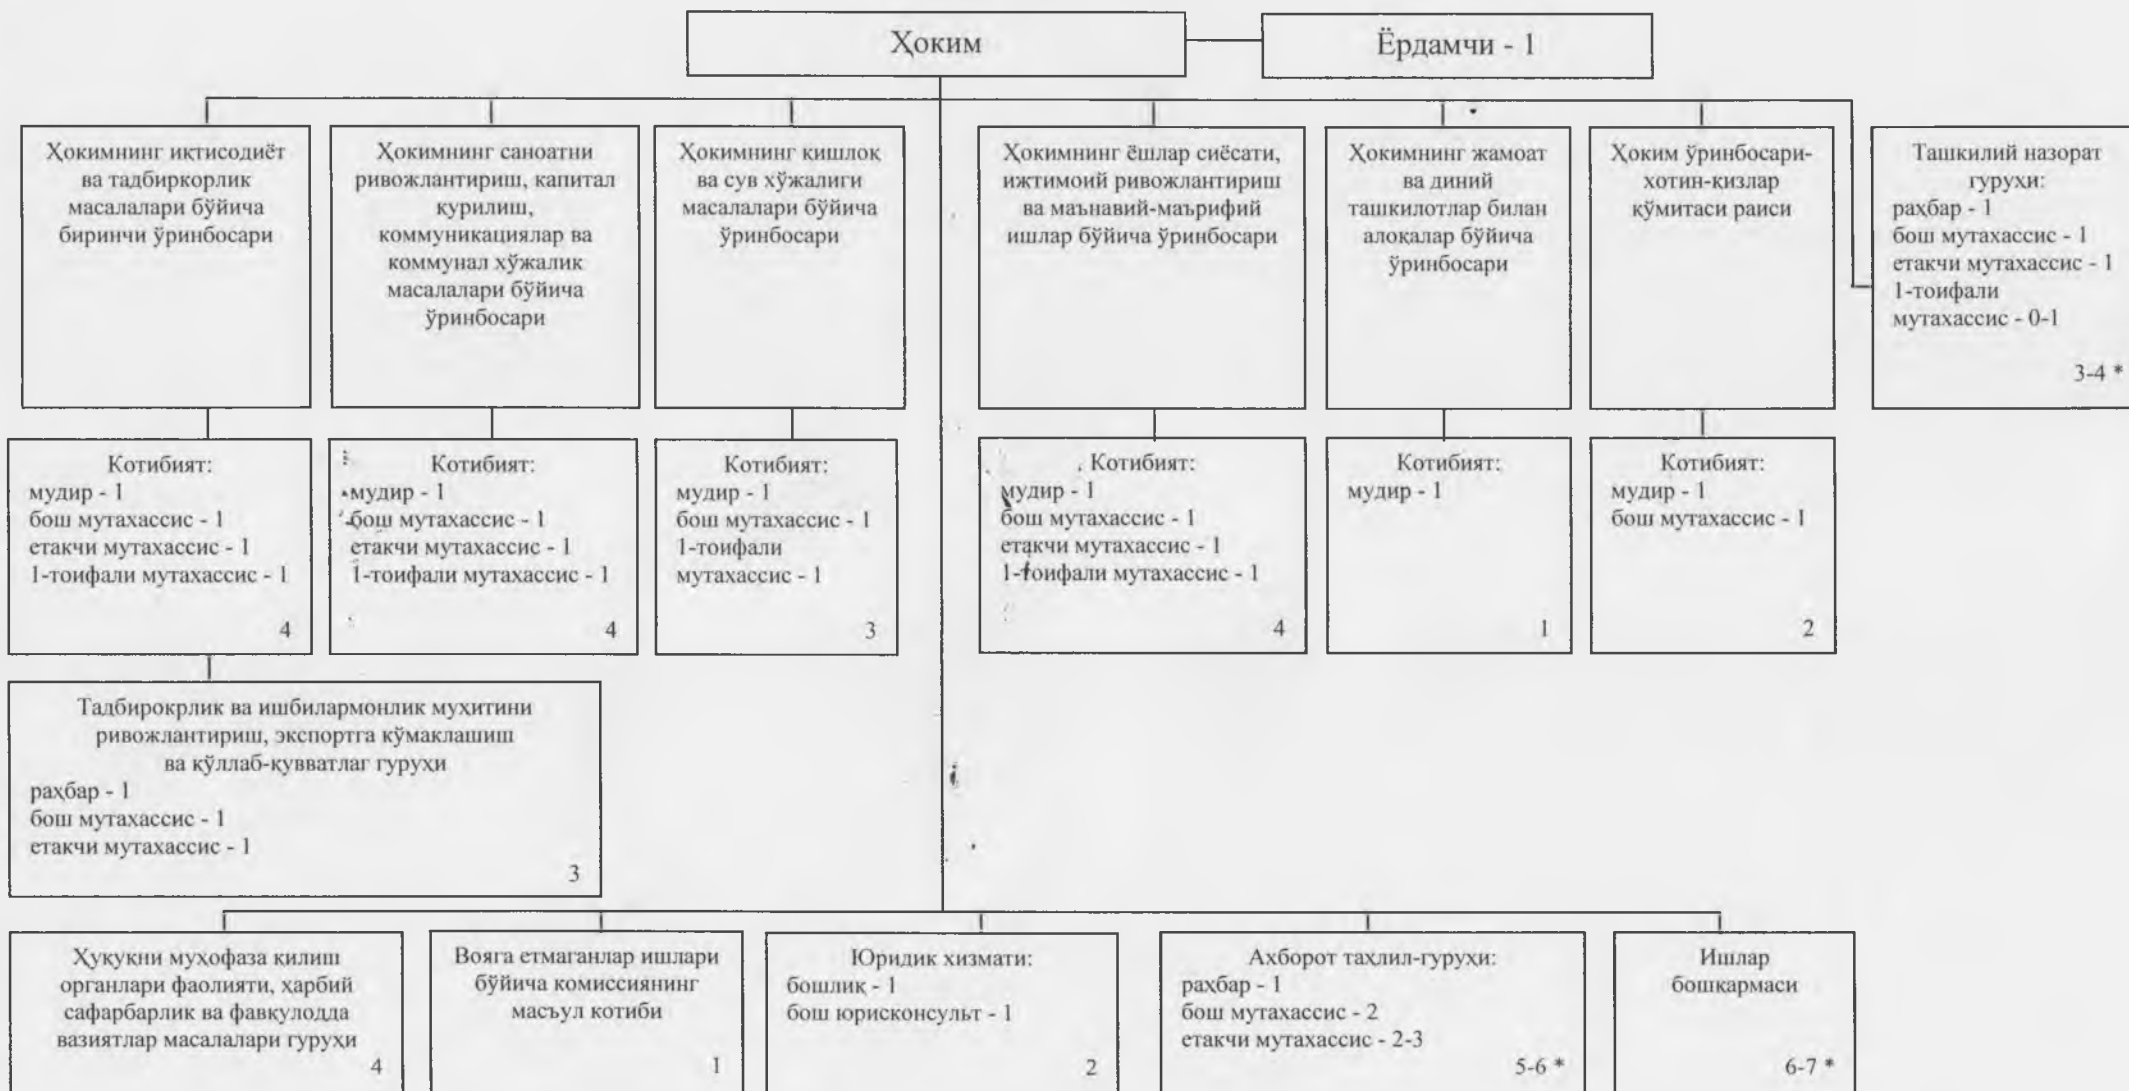 Ҳоким
Ёрдамчи - 1
Ҳокимнинг иқтисодиёт
ва тадбиркорлик
масалалари бўйича
биринчи ўринбосари
Ҳокимнинг саноатни
ривожлантириш, капитал
қурилиш,
коммуникациялар ва
коммунал хўжалик
масалалари бўйича
ўринбосари
Ҳокимнинг қишлоқ
ва сув хўжалиги
масалалари бўйича
ўринбосари
Ҳокимнинг ёшлар сиёсати,
ижтимоий ривожлантириш
ва маънавий-маърифий
ишлар бўйича ўринбосари
Ҳокимнинг жамоат
ва диний
ташкилотлар билан
алоқалар бўйича
ўринбосари
Ҳоким ўринбосари-
хотин-қизлар
қўмитаси раиси
Ташкилий назорат
гуруҳи:
раҳбар - 1
бош мутахассис - 1
етакчи мутахассис - 1
1-тоифали
мутахассис - 0-1
3-4 *
Котибият:
мудир - 1
бош мутахассис - 1
етакчи мутахассис - 1
1-тоифали мутахассис - 1
4
Котибият:
мудир - 1
бош мутахассис - 1
етакчи мутахассис - 1
1-тоифали мутахассис - 1
4
Котибият:
мудир - 1
бош мутахассис - 1
1-тоифали
мутахассис - 1
3
Котибият:
мудир - 1
бош мутахассис - 1
етакчи мутахассис - 1
1-тоифали мутахассис - 1
4
Котибият:
мудир - 1
1
Котибият:
мудир - 1
бош мутахассис - 1
2
Тадбирокрлик ва ишбилармонлик муҳитини
ривожлантириш, экспортга кўмаклашиш
ва қўллаб-қувватлаг гуруҳи
раҳбар - 1
бош мутахассис - 1
етакчи мутахассис - 1
3
Ҳуқуқни муҳофаза қилиш
органлари фаолияти, ҳарбий
сафарбарлик ва фавқулодда
вазиятлар масалалари гуруҳи
4
Вояга етмаганлар ишлари
бўйича комиссиянинг
масъул котиби
1
Юридик хизмати:
бошлиқ - 1
бош юрисконсульт - 1
2
Ахборот таҳлил-гуруҳи:
раҳбар - 1
бош мутахассис - 2
етакчи мутахассис - 2-3
5-6 *
Ишлар
бошқармаси
6-7 *